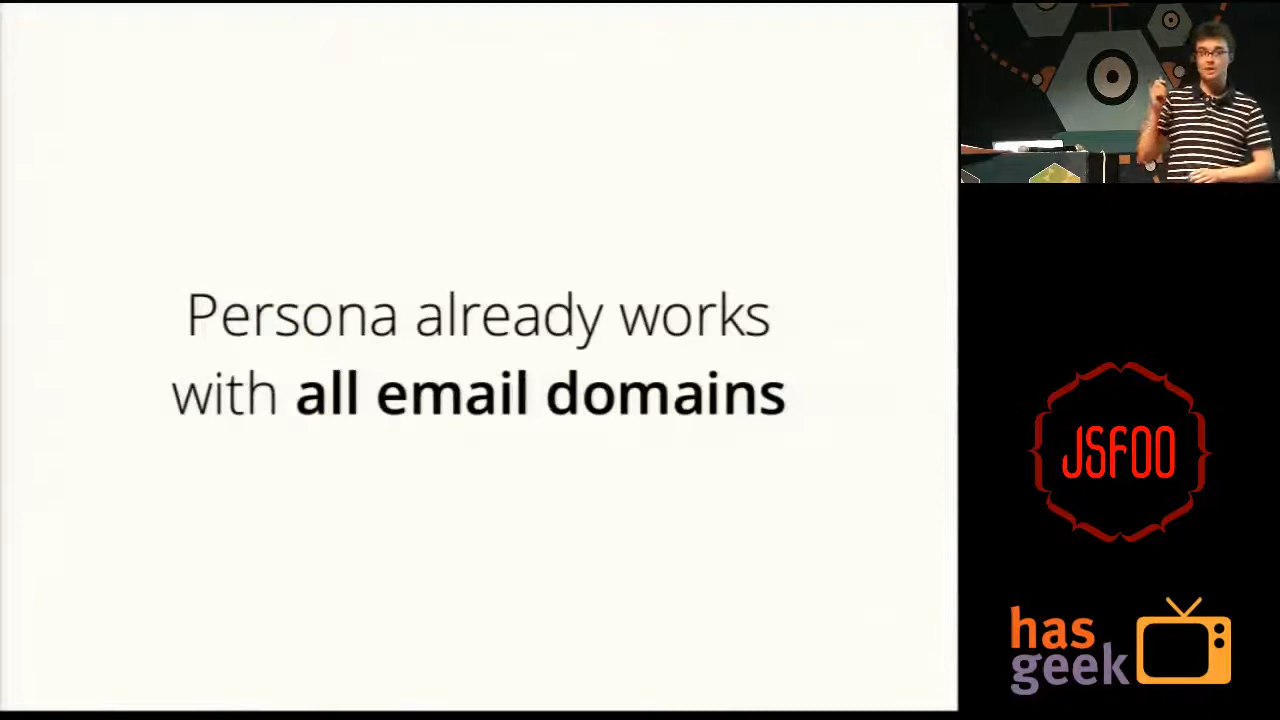 Persona already works
with all email domains
JSFOO
has
geek